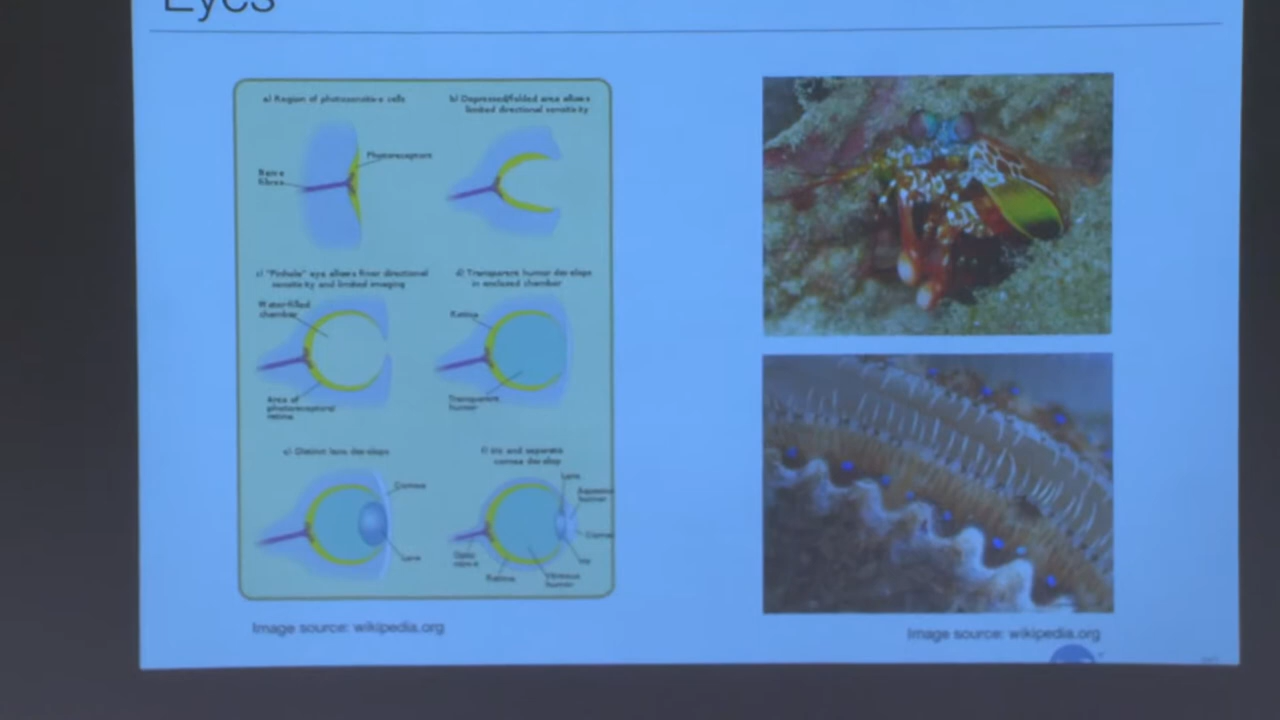 Eyes
a) Region of photosensitive cells
b) Depressed/folded area allows
limited directional sensitivity
Photoreceptors
Nerve
fibres
c) "Pinhole" eye allows finer directional
sensitivity and limited imaging
d) Transparent humor develops
in enclosed chamber
Water-filled
chamber
Retina
Area of
photoreceptors/
retina
Transparent
humor
e) Distinct lens develops
f) Iris and separate
cornea develop
Cornea
Lens
Lens
Aqueous
humor
Cornea
Iris
Optic
nerve
Retina
Vitreous
humor
Image source: wikipedia.org
Image source: wikipedia.org